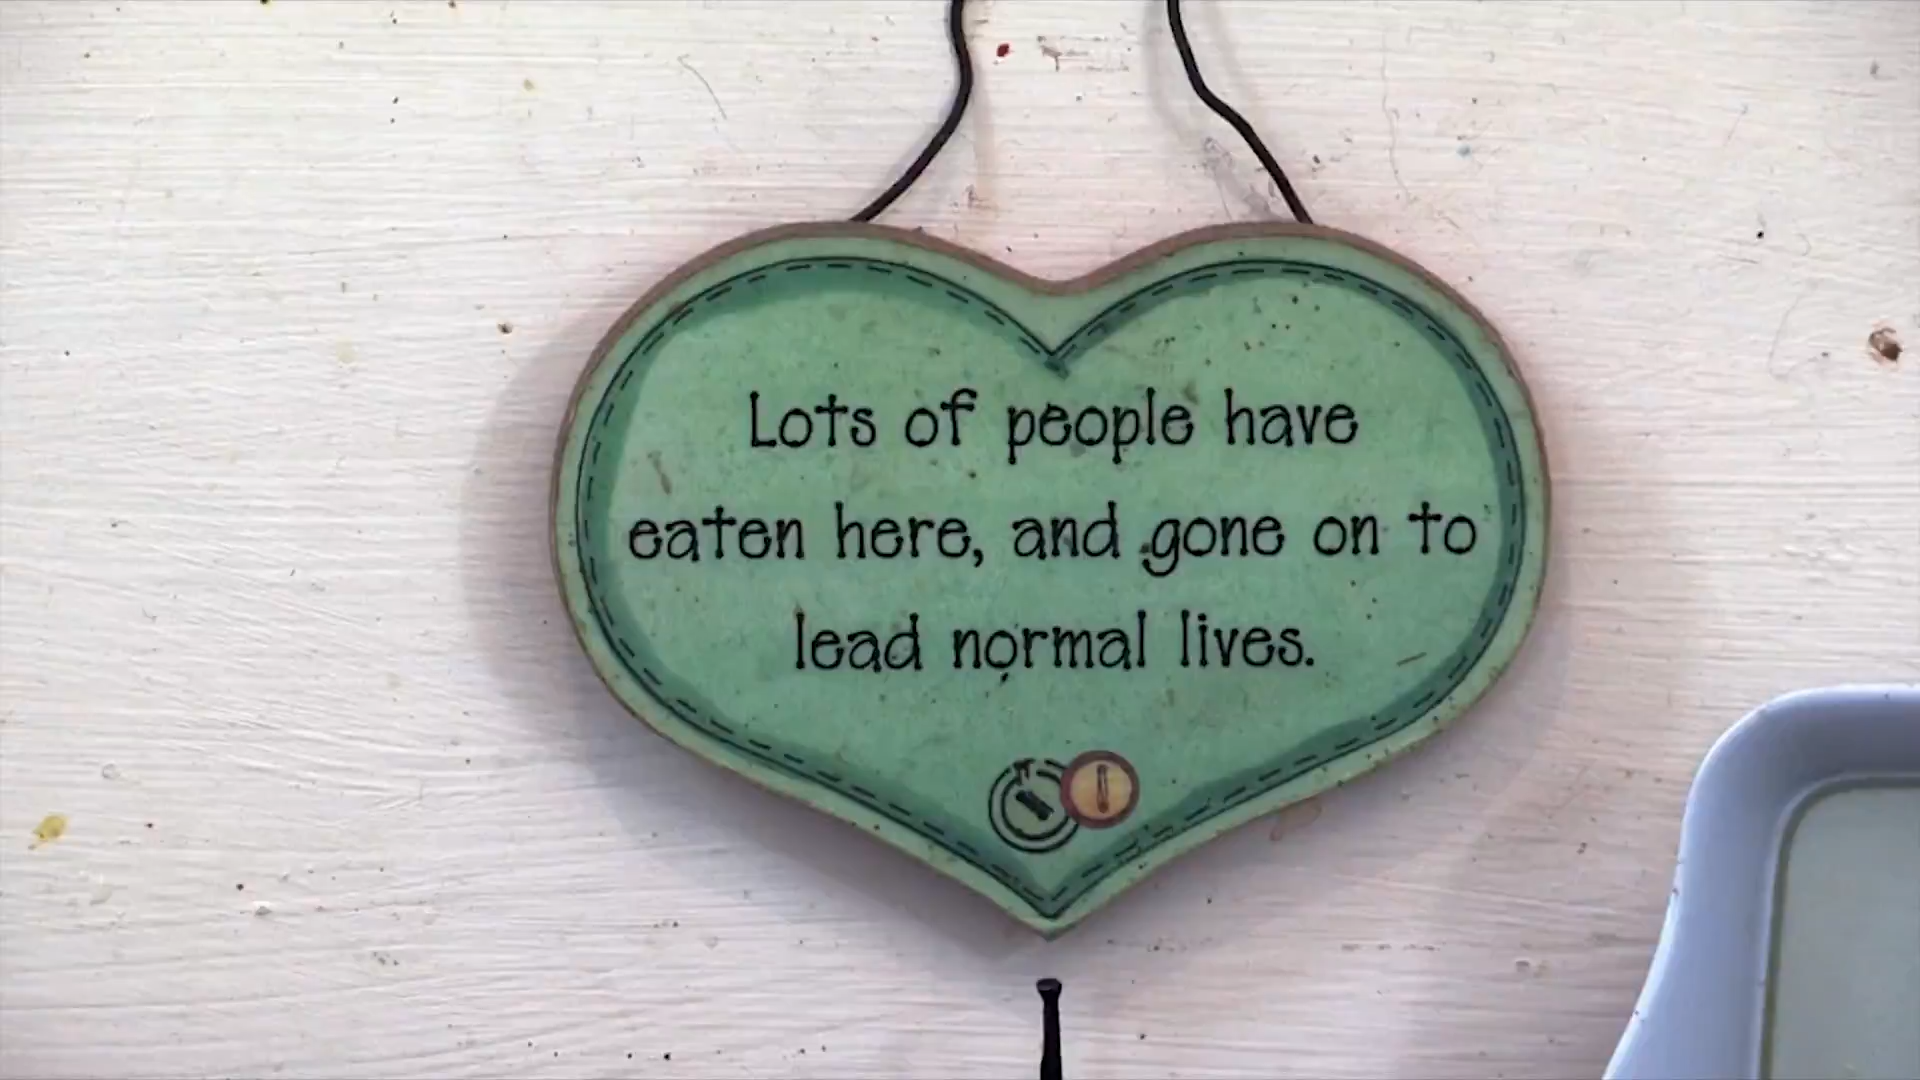 Lots of people have
eaten here, and gone on to
lead normal lives.